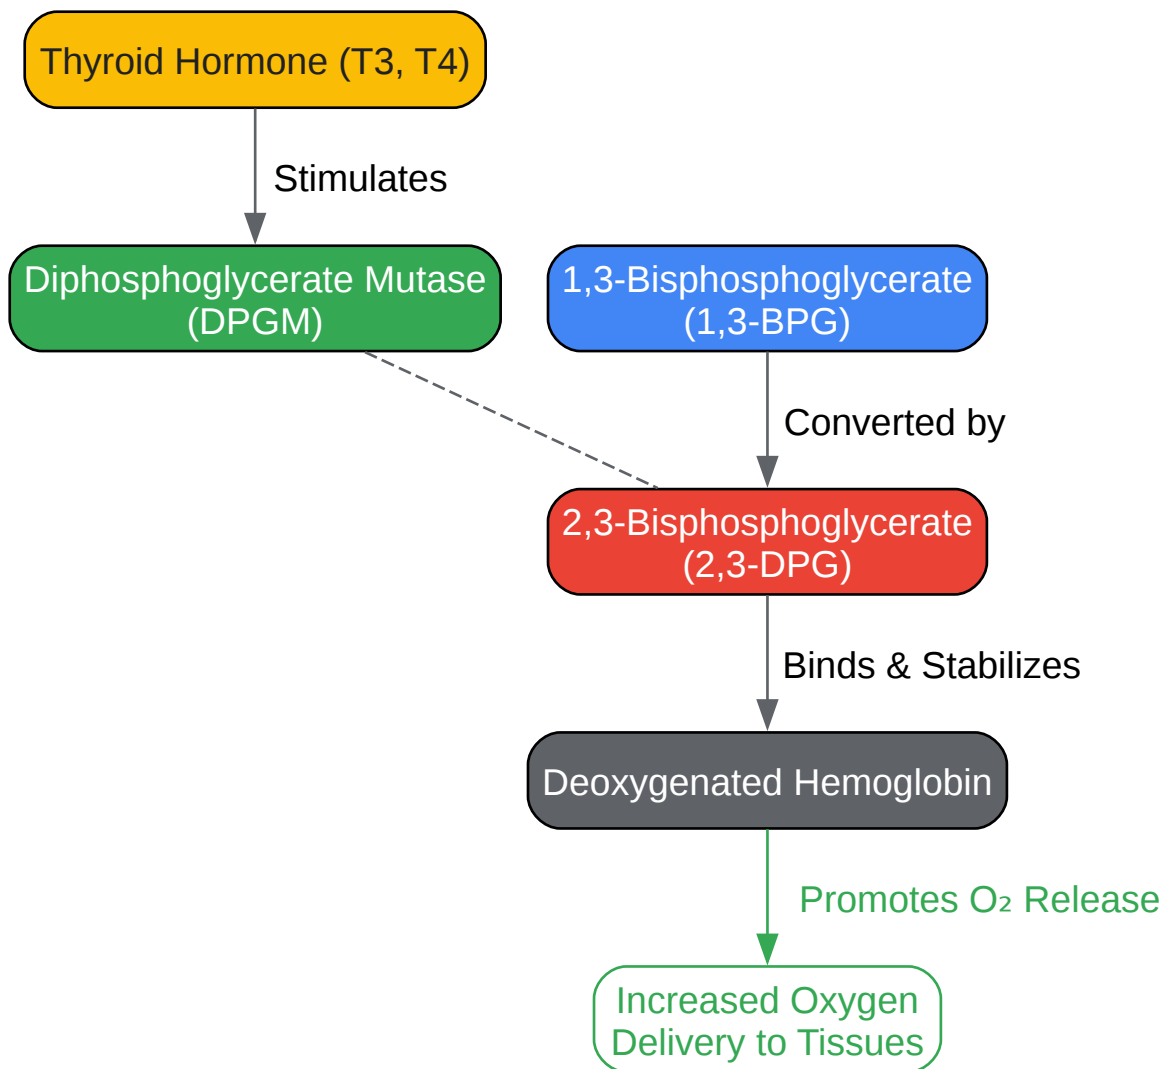 Thyroid Hormone (T3, T4)
Stimulates
Diphosphoglycerate Mutase
(DPGM)
1,3-Bisphosphoglycerate
(1,3-BPG)
Converted by
2,3-Bisphosphoglycerate
(2,3-DPG)
Binds & Stabilizes
Deoxygenated Hemoglobin
Promotes O₂ Release
Increased Oxygen
Delivery to Tissues